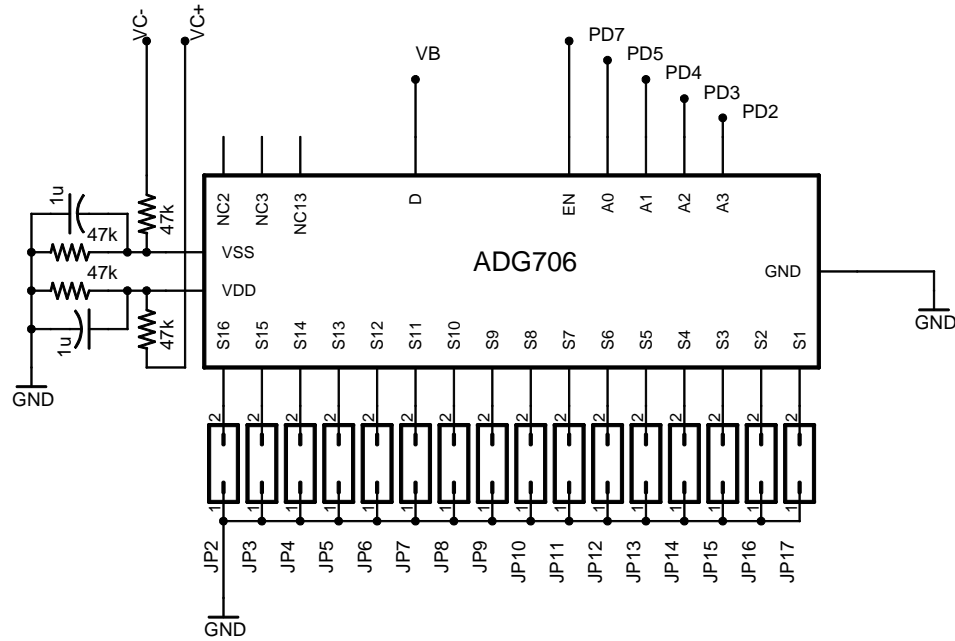 VC-
VC+
VB
PD7
PD5
PD4
PD3
PD2
NC2
NC3
NC13
D
EN
A0
A1
A2
A3
1u
47k
47k
47k
47k
1u
VSS
VDD
ADG706
GND
GND
GND
S16
S15
S14
S13
S12
S11
S10
S9
S8
S7
S6
S5
S4
S3
S2
S1
2 2 2 2 2 2 2 2 2 2 2 2 2 2 2 2
1 1 1 1 1 1 1 1 1 1 1 1 1 1 1 1
JP2
JP3
JP4
JP5
JP6
JP7
JP8
JP9
JP10
JP11
JP12
JP13
JP14
JP15
JP16
JP17
GND